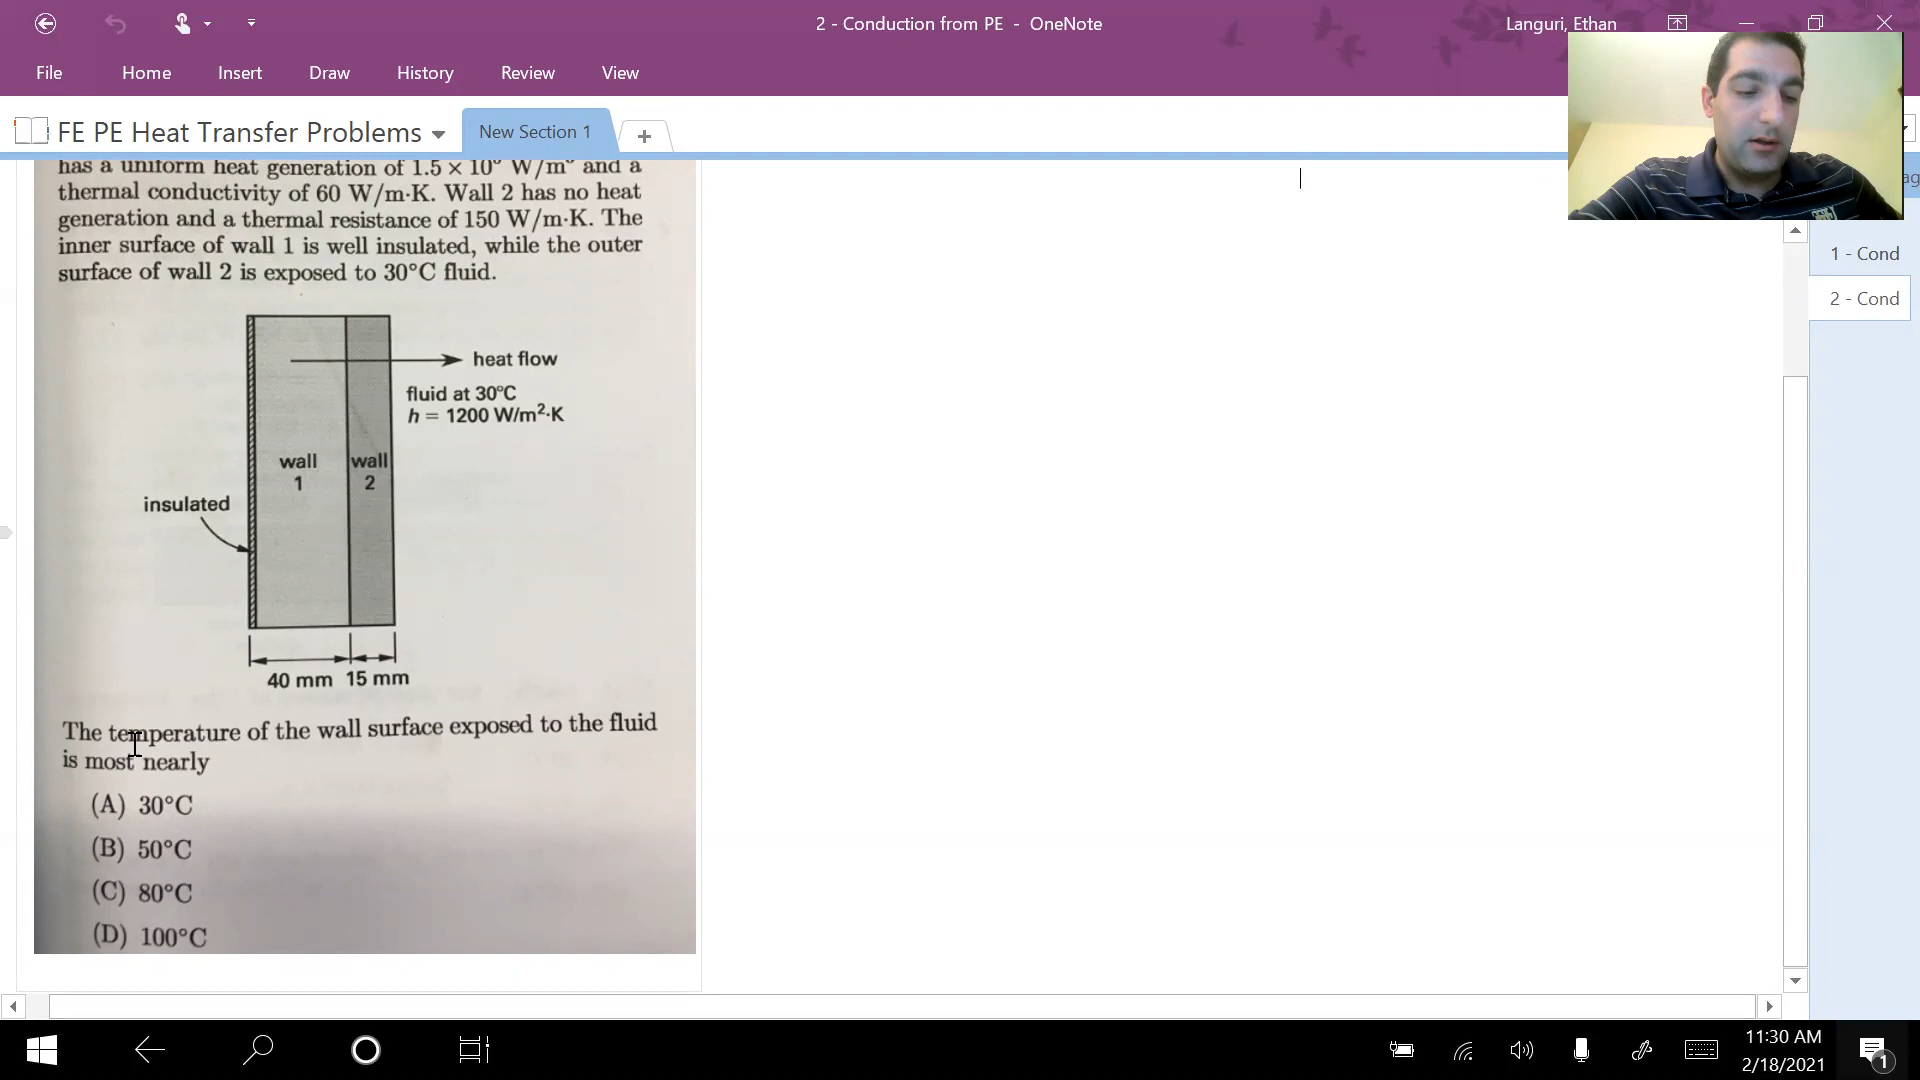 2 - Conduction from PE - OneNote
Languri, Ethan
File Home Insert Draw History Review View
FE PE Heat Transfer Problems
New Section 1
has a uniform heat generation of 1.5 × 10 W/m and a
thermal conductivity of 60 W/m·K. Wall 2 has no heat
generation and a thermal resistance of 150 W/m·K. The
inner surface of wall 1 is well insulated, while the outer
surface of wall 2 is exposed to 30°C fluid.
heat flow
fluid at 30°C
h = 1200 W/m²·K
wall
1
wall
2
insulated
40 mm 15 mm
The temperature of the wall surface exposed to the fluid
is most nearly
(A) 30°C
(B) 50°C
(C) 80°C
(D) 100°C
1 - Cond
2 - Cond
11:30 AM
2/18/2021
1